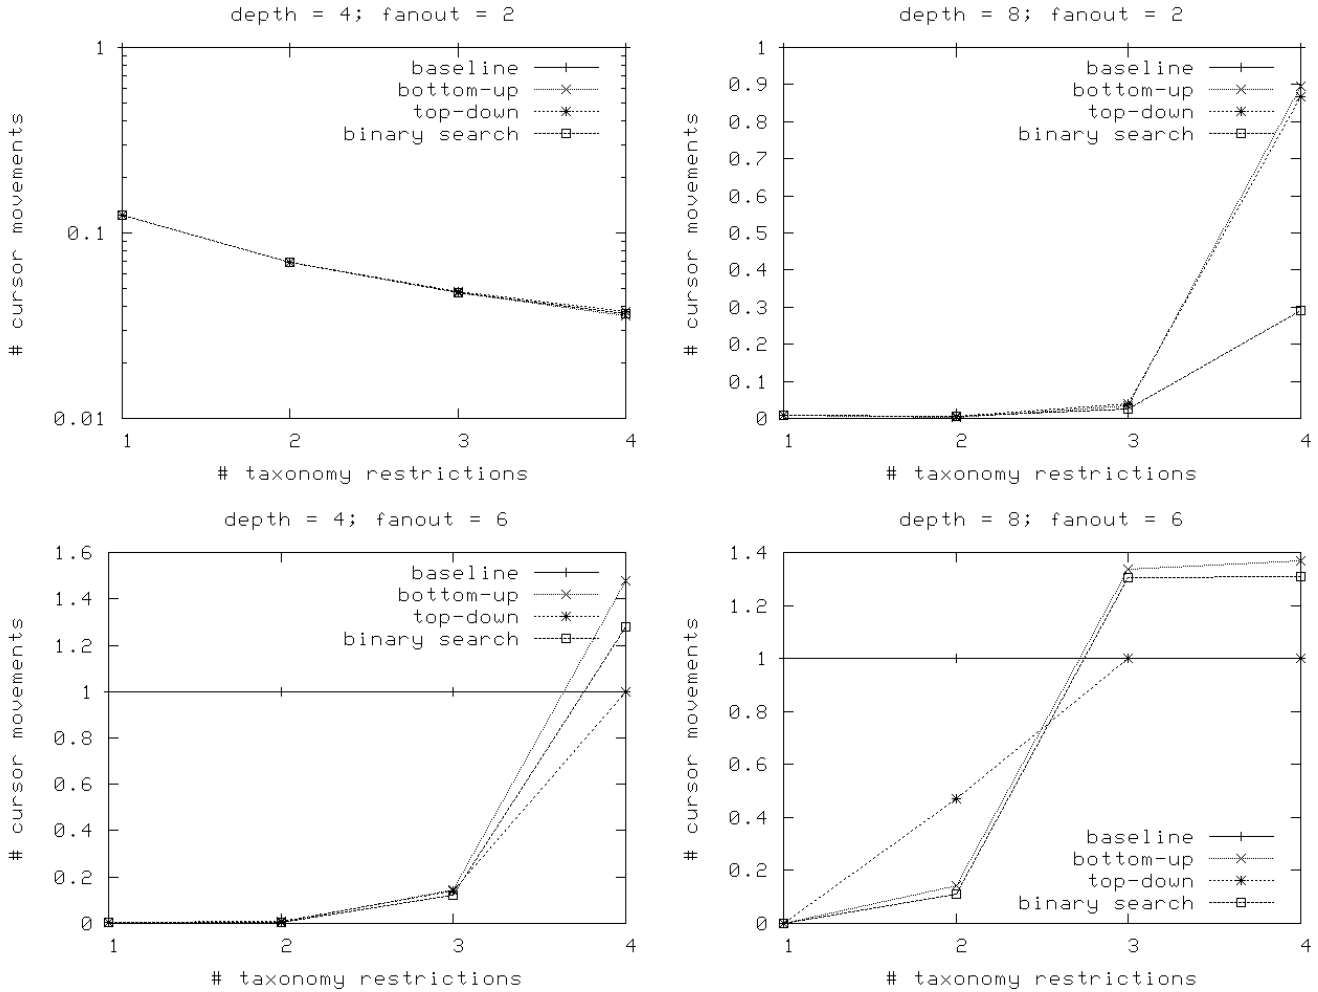 depth = 4; fanout = 2
# cursor movements
1
0.1
0.01
baseline
bottom-up
top-down
binary search
1 2 3 4
# taxonomy restrictions
depth = 8; fanout = 2
# cursor movements
1
0.9
0.8
0.7
0.6
0.5
0.4
0.3
0.2
0.1
0
baseline
bottom-up
top-down
binary search
1 2 3 4
# taxonomy restrictions
depth = 4; fanout = 6
# cursor movements
1.6
1.4
1.2
1
0.8
0.6
0.4
0.2
0
baseline
bottom-up
top-down
binary search
1 2 3 4
# taxonomy restrictions
depth = 8; fanout = 6
# cursor movements
1.4
1.2
1
0.8
0.6
0.4
0.2
0
baseline
bottom-up
top-down
binary search
1 2 3 4
# taxonomy restrictions